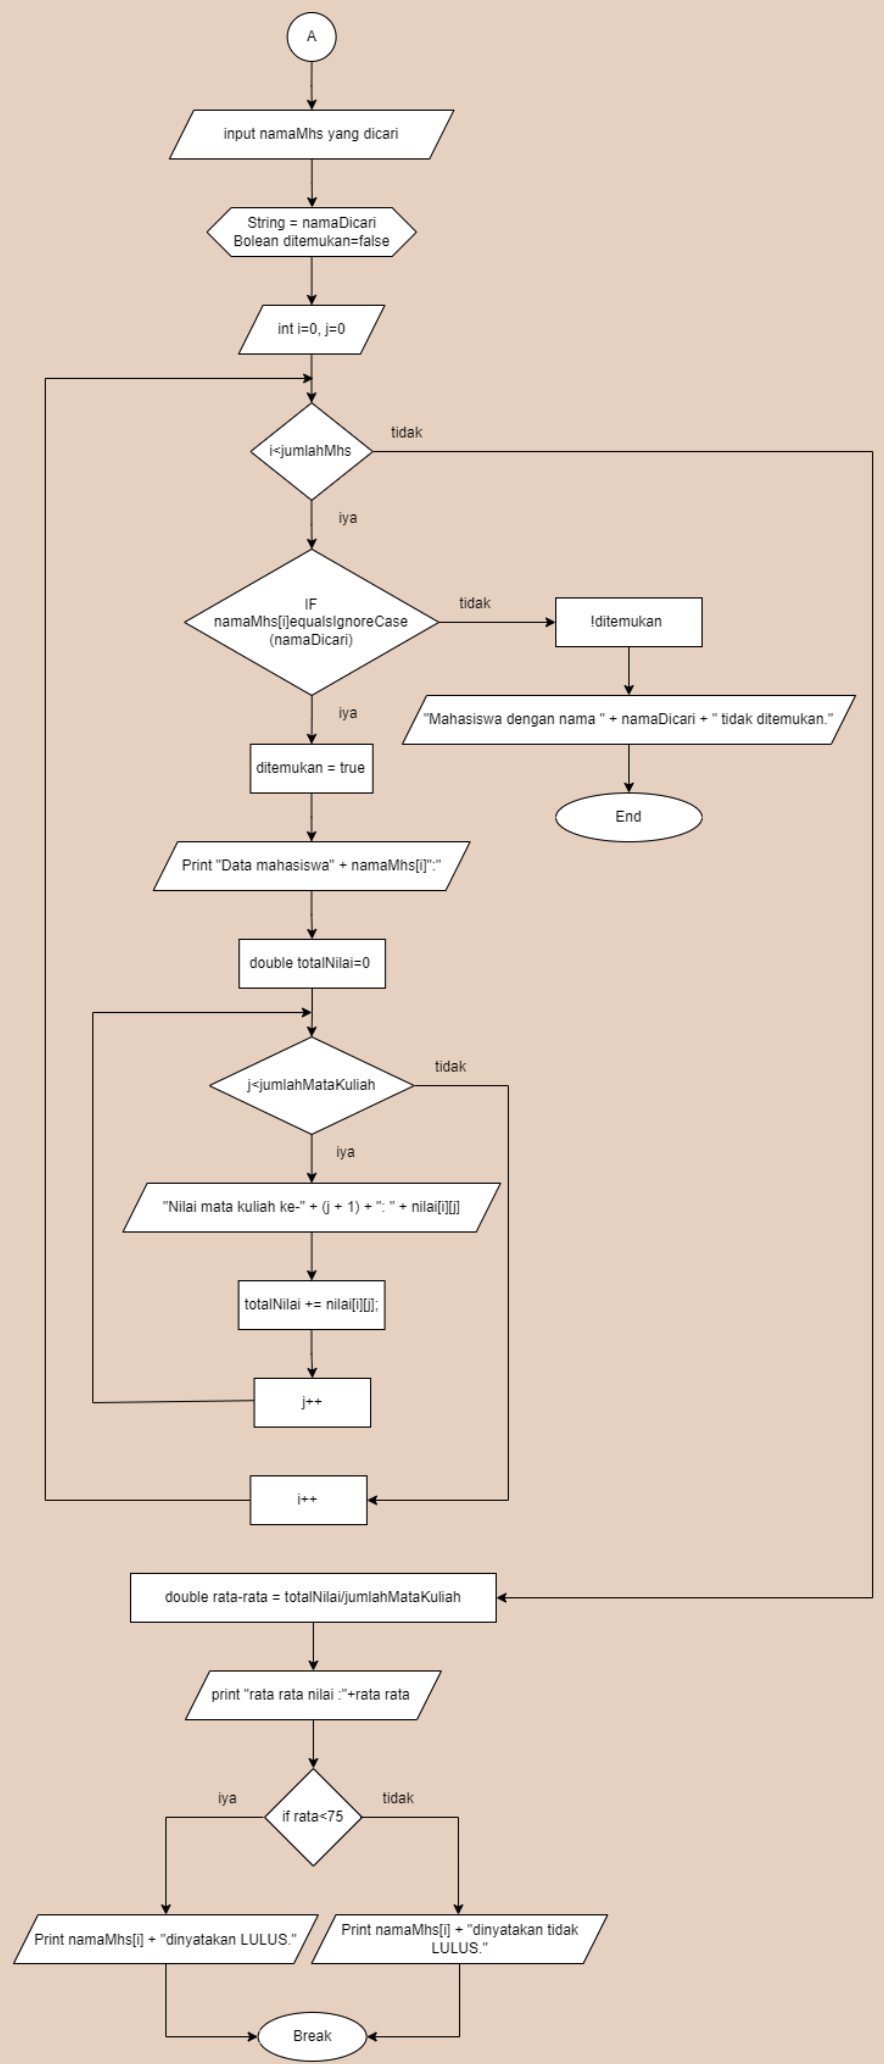 A
input namaMhs yang dicari
String = namaDicari
Bolean ditemukan=false
int i=0, j=0
tidak
i<jumlahMhs
iya
tidak
IF
namaMhs[i]equalsIgnoreCase
(namaDicari)
!ditemukan
iya
"Mahasiswa dengan nama " + namaDicari + " tidak ditemukan."
ditemukan = true
End
Print "Data mahasiswa" + namaMhs[i]":"
double totalNilai=0
tidak
j<jumlahMataKuliah
iya
"Nilai mata kuliah ke-" + (j + 1) + ": " + nilai[i][j]
totalNilai += nilai[i][j];
j++
i++
double rata-rata = totalNilai/jumlahMataKuliah
print "rata rata nilai :"+rata rata
iya
tidak
if rata<75
Print namaMhs[i] + "dinyatakan LULUS."
Print namaMhs[i] + "dinyatakan tidak
LULUS."
Break